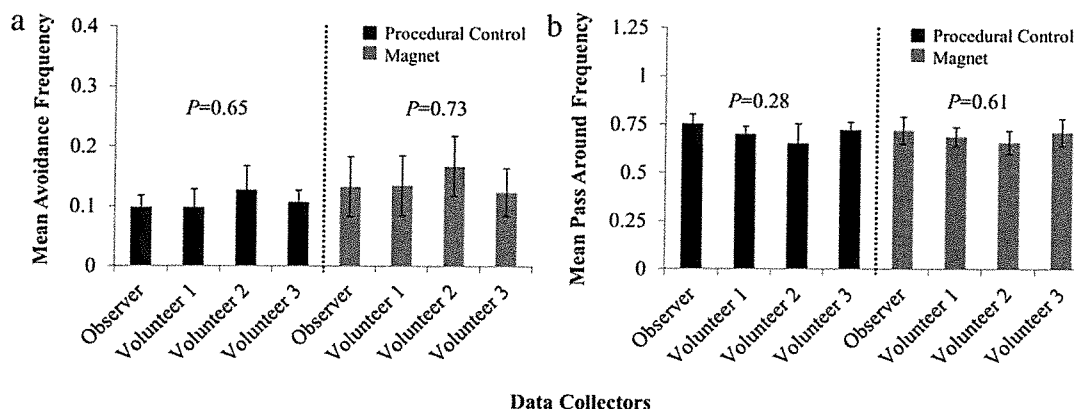 a
0.4
0.3
0.2
0.1
0
Mean Avoidance Frequency
Procedural Control
Magnet
P=0.65
P=0.73
Observer
Volunteer 1
Volunteer 2
Volunteer 3
Observer
Volunteer 1
Volunteer 2
Volunteer 3
b
1.25
1
0.75
0.5
0.25
0
Mean Pass Around Frequency
Procedural Control
Magnet
P=0.28
P=0.61
Observer
Volunteer 1
Volunteer 2
Volunteer 3
Observer
Volunteer 1
Volunteer 2
Volunteer 3
Data Collectors